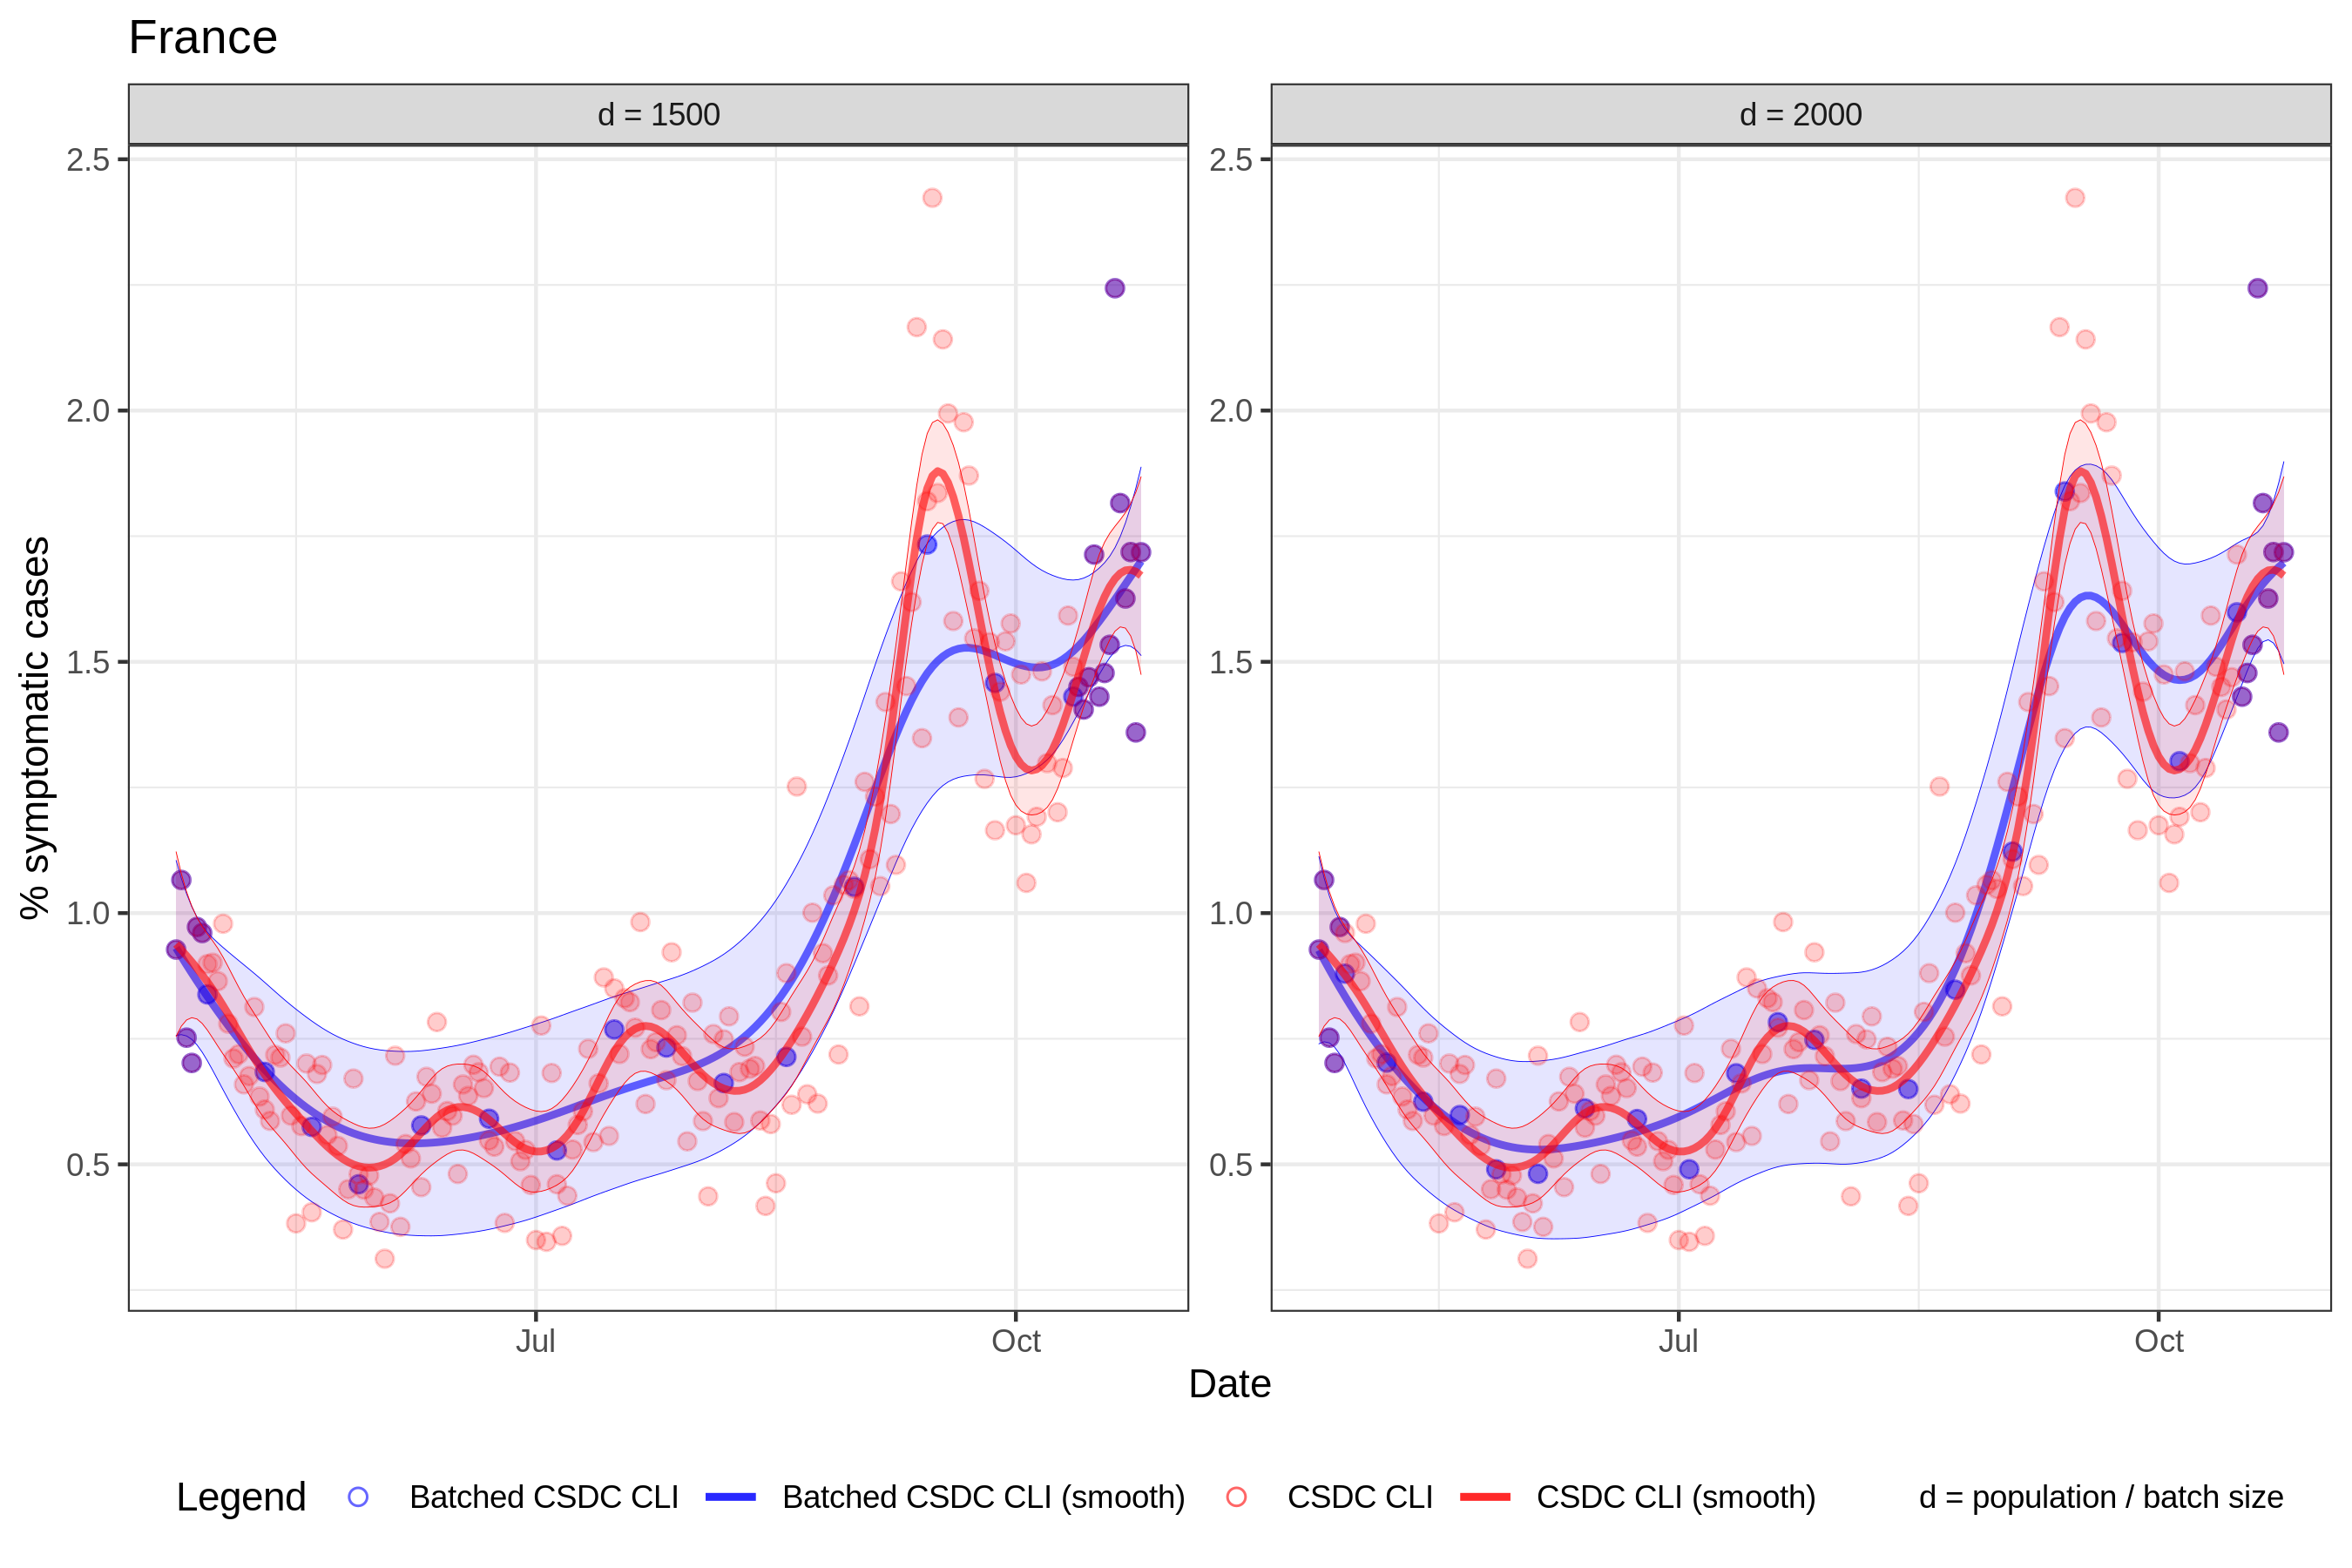 France
d = 1500
d = 2000
2.5
2.0
1.5
1.0
0.5
2.5
2.0
1.5
1.0
0.5
% symptomatic cases
Jul
Oct
Jul
Oct
Date
Legend
Batched CSDC CLI
Batched CSDC CLI (smooth)
CSDC CLI
CSDC CLI (smooth)
d = population / batch size